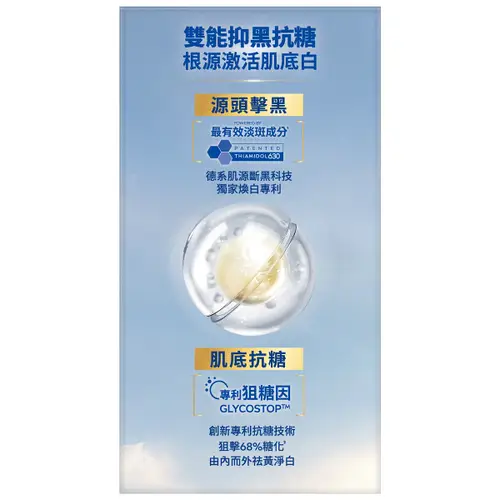 雙能抑黑抗糖
根源激活肌底白
源頭擊黑
POWERED BY
最有效淡斑成分¹
PATENTED
THIAMIDOL630
德系肌源斷黑科技
獨家煥白專利
肌底抗糖
專利狙糖因
GLYCOSTOP™
創新專利抗糖技術
狙擊68%糖化³
由內而外祛黃淨白